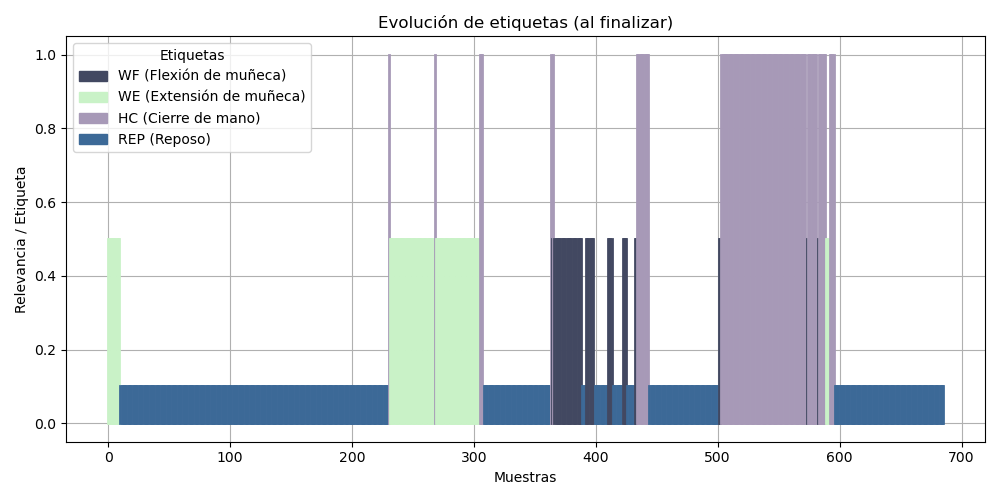 Evolución de etiquetas (al finalizar)
Relevancia / Etiqueta
1.0
0.8
0.6
0.4
0.2
0.0
Etiquetas
WF (Flexión de muñeca)
WE (Extensión de muñeca)
HC (Cierre de mano)
REP (Reposo)
0 100 200 300 400 500 600 700
Muestras